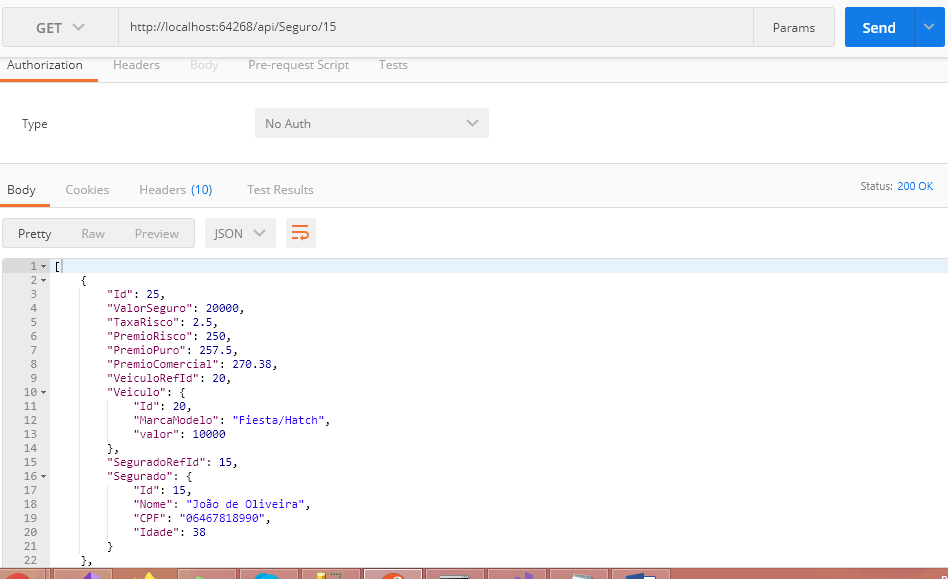 GET http://localhost:64268/api/Seguro/15 Params Send
Authorization Headers Body Pre-request Script Tests
Type No Auth
Body Cookies Headers (10) Test Results Status: 200 OK
Pretty Raw Preview JSON
1 [
2 {
3 "Id": 25,
4 "ValorSeguro": 20000,
5 "TaxaRisco": 2.5,
6 "PremioRisco": 250,
7 "PremioPuro": 257.5,
8 "PremioComercial": 270.38,
9 "VeiculoRefId": 20,
10 "Veiculo": {
11 "Id": 20,
12 "MarcaModelo": "Fiesta/Hatch",
13 "valor": 10000
14 },
15 "SeguradoRefId": 15,
16 "Segurado": {
17 "Id": 15,
18 "Nome": "João de Oliveira",
19 "CPF": "06467818990",
20 "Idade": 38
21 }
22 },